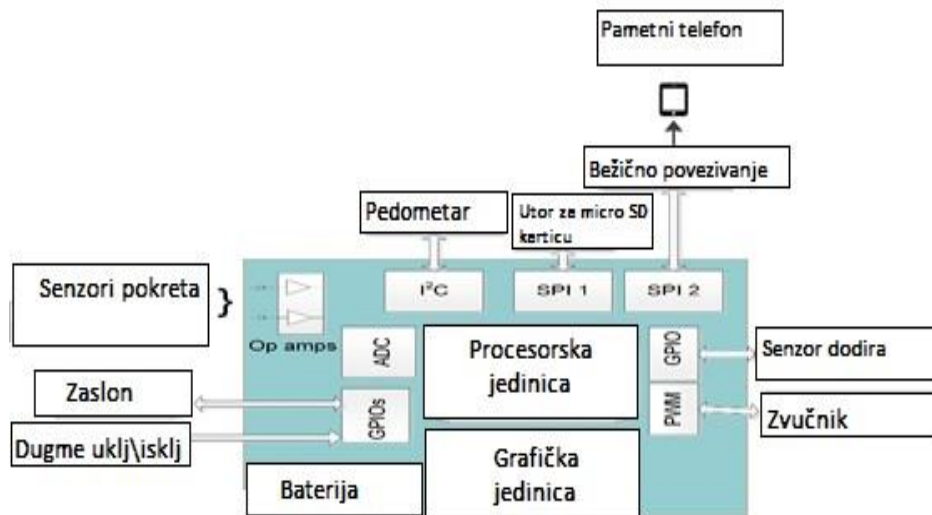 Pametni telefon
Bežično povezivanje
Pedometar
Utor za micro SD
karticu
Senzori pokreta
I²C
SPI 1
SPI 2
Op amps
ADC
Procesorska
jedinica
GPIO
Senzor dodira
Zaslon
GPIOs
PWM
Zvučnik
Dugme uklj\isklj
Baterija
Grafička
jedinica